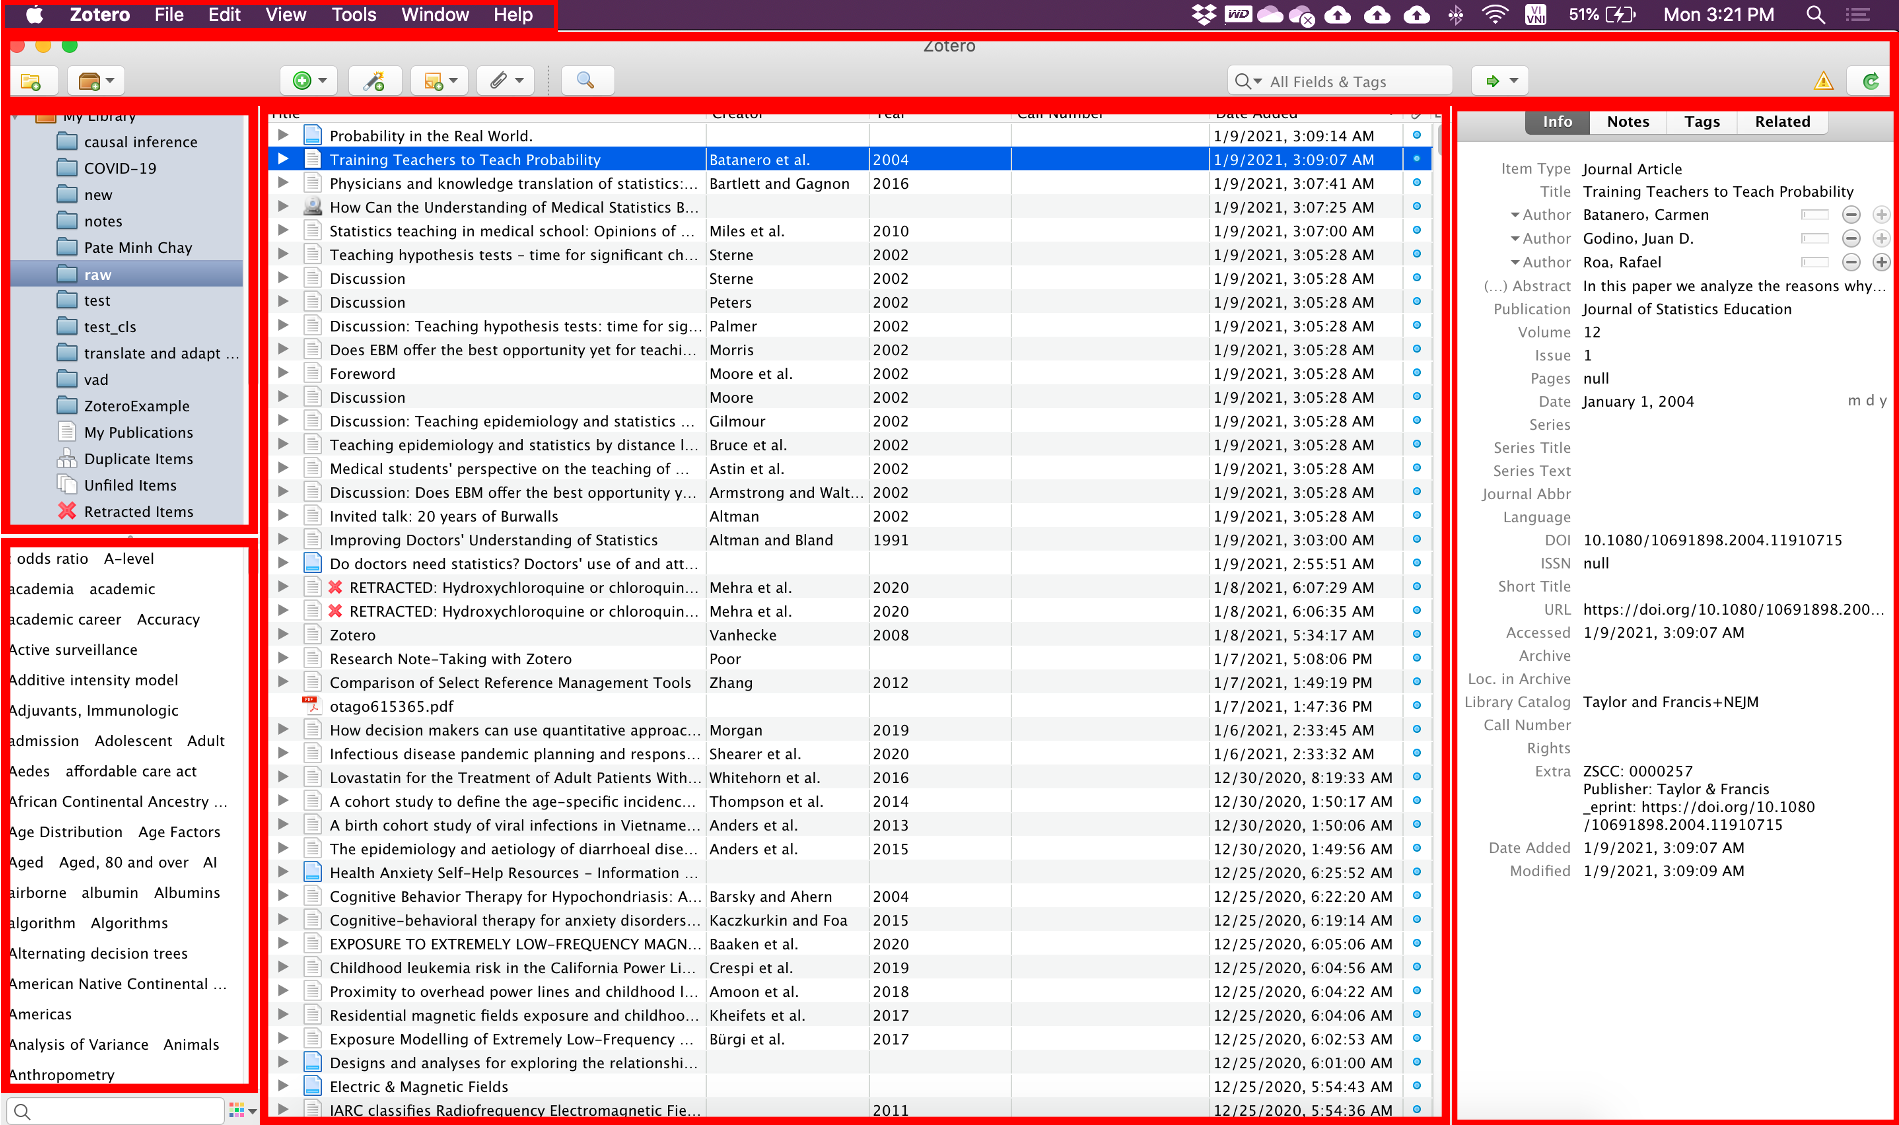 Zotero File Edit View Tools Window Help WD VI VNI 51% Mon 3:21 PM
Zotero
All Fields & Tags
My Library
causal inference
COVID-19
new
notes
Pate Minh Chay
raw
test
test_cls
translate and adapt ...
vad
ZoteroExample
My Publications
Duplicate Items
Unfiled Items
Retracted Items
odds ratio A-level
academia academic
academic career Accuracy
Active surveillance
Additive intensity model
Adjuvants, Immunologic
admission Adolescent Adult
Aedes affordable care act
African Continental Ancestry ...
Age Distribution Age Factors
Aged Aged, 80 and over AI
airborne albumin Albumins
algorithm Algorithms
Alternating decision trees
American Native Continental ...
Americas
Analysis of Variance Animals
Anthropometry
Title Creator Year Call Number Date Added
Probability in the Real World. 1/9/2021, 3:09:14 AM
Training Teachers to Teach Probability Batanero et al. 2004 1/9/2021, 3:09:07 AM
Physicians and knowledge translation of statistics:... Bartlett and Gagnon 2016 1/9/2021, 3:07:41 AM
How Can the Understanding of Medical Statistics B... 1/9/2021, 3:07:25 AM
Statistics teaching in medical school: Opinions of ... Miles et al. 2010 1/9/2021, 3:07:00 AM
Teaching hypothesis tests – time for significant ch... Sterne 2002 1/9/2021, 3:05:28 AM
Discussion Sterne 2002 1/9/2021, 3:05:28 AM
Discussion Peters 2002 1/9/2021, 3:05:28 AM
Discussion: Teaching hypothesis tests: time for sig... Palmer 2002 1/9/2021, 3:05:28 AM
Does EBM offer the best opportunity yet for teachi... Morris 2002 1/9/2021, 3:05:28 AM
Foreword Moore et al. 2002 1/9/2021, 3:05:28 AM
Discussion Moore 2002 1/9/2021, 3:05:28 AM
Discussion: Teaching epidemiology and statistics ... Gilmour 2002 1/9/2021, 3:05:28 AM
Teaching epidemiology and statistics by distance l... Bruce et al. 2002 1/9/2021, 3:05:28 AM
Medical students' perspective on the teaching of ... Astin et al. 2002 1/9/2021, 3:05:28 AM
Discussion: Does EBM offer the best opportunity y... Armstrong and Walt... 2002 1/9/2021, 3:05:28 AM
Invited talk: 20 years of Burwalls Altman 2002 1/9/2021, 3:05:28 AM
Improving Doctors' Understanding of Statistics Altman and Bland 1991 1/9/2021, 3:03:00 AM
Do doctors need statistics? Doctors' use of and att... 1/9/2021, 2:55:51 AM
RETRACTED: Hydroxychloroquine or chloroquin... Mehra et al. 2020 1/8/2021, 6:07:29 AM
RETRACTED: Hydroxychloroquine or chloroquin... Mehra et al. 2020 1/8/2021, 6:06:35 AM
Zotero Vanhecke 2008 1/8/2021, 5:34:17 AM
Research Note-Taking with Zotero Poor 1/7/2021, 5:08:06 PM
Comparison of Select Reference Management Tools Zhang 2012 1/7/2021, 1:49:19 PM
otago615365.pdf 1/7/2021, 1:47:36 PM
How decision makers can use quantitative approac... Morgan 2019 1/6/2021, 2:33:45 AM
Infectious disease pandemic planning and respons... Shearer et al. 2020 1/6/2021, 2:33:32 AM
Lovastatin for the Treatment of Adult Patients With... Whitehorn et al. 2016 12/30/2020, 8:19:33 AM
A cohort study to define the age-specific incidenc... Thompson et al. 2014 12/30/2020, 1:50:17 AM
A birth cohort study of viral infections in Vietname... Anders et al. 2013 12/30/2020, 1:50:06 AM
The epidemiology and aetiology of diarrhoeal dise... Anders et al. 2015 12/30/2020, 1:49:56 AM
Health Anxiety Self-Help Resources – Information ... 12/25/2020, 6:25:52 AM
Cognitive Behavior Therapy for Hypochondriasis: A... Barsky and Ahern 2004 12/25/2020, 6:22:20 AM
Cognitive-behavioral therapy for anxiety disorders... Kaczkurkin and Foa 2015 12/25/2020, 6:19:14 AM
EXPOSURE TO EXTREMELY LOW-FREQUENCY MAGN... Baaken et al. 2020 12/25/2020, 6:05:06 AM
Childhood leukemia risk in the California Power Li... Crespi et al. 2019 12/25/2020, 6:04:56 AM
Proximity to overhead power lines and childhood l... Amoon et al. 2018 12/25/2020, 6:04:22 AM
Residential magnetic fields exposure and childhoo... Kheifets et al. 2017 12/25/2020, 6:04:06 AM
Exposure Modelling of Extremely Low-Frequency ... Bürgi et al. 2017 12/25/2020, 6:02:53 AM
Designs and analyses for exploring the relationshi... 12/25/2020, 6:01:00 AM
Electric & Magnetic Fields 12/25/2020, 5:54:43 AM
IARC classifies Radiofrequency Electromagnetic Fie... 2011 12/25/2020, 5:54:36 AM
Info Notes Tags Related
Item Type Journal Article
Title Training Teachers to Teach Probability
Author Batanero, Carmen
Author Godino, Juan D.
Author Roa, Rafael
(...) Abstract In this paper we analyze the reasons why...
Publication Journal of Statistics Education
Volume 12
Issue 1
Pages null
Date January 1, 2004 m d y
Series
Series Title
Series Text
Journal Abbr
Language
DOI 10.1080/10691898.2004.11910715
ISSN null
Short Title
URL https://doi.org/10.1080/10691898.200...
Accessed 1/9/2021, 3:09:07 AM
Archive
Loc. in Archive
Library Catalog Taylor and Francis+NEJM
Call Number
Rights
Extra ZSCC: 0000257
Publisher: Taylor & Francis
_eprint: https://doi.org/10.1080
/10691898.2004.11910715
Date Added 1/9/2021, 3:09:07 AM
Modified 1/9/2021, 3:09:09 AM